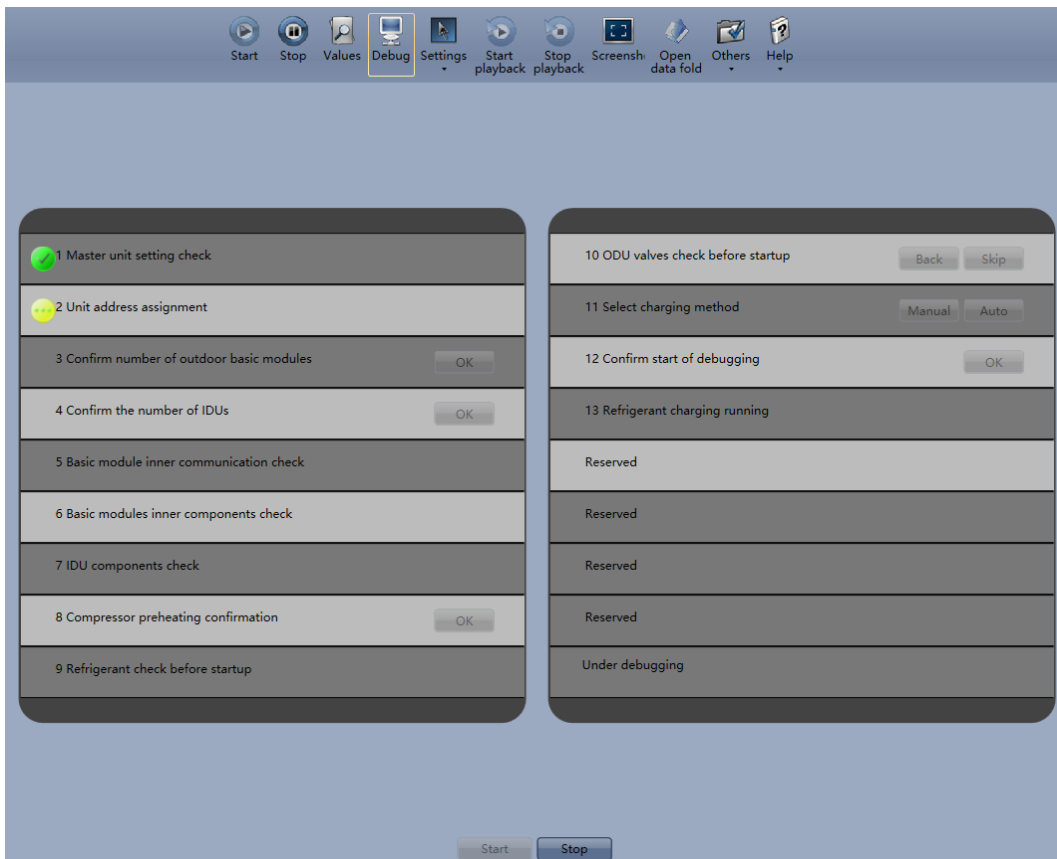 Start
Stop
Values
Debug
Settings
Start
playback
Stop
playback
Screensh
Open
data fold
Others
Help
1 Master unit setting check
2 Unit address assignment
3 Confirm number of outdoor basic modules
OK
4 Confirm the number of IDUs
OK
5 Basic module inner communication check
6 Basic modules inner components check
7 IDU components check
8 Compressor preheating confirmation
OK
9 Refrigerant check before startup
10 ODU valves check before startup
Back
Skip
11 Select charging method
Manual
Auto
12 Confirm start of debugging
OK
13 Refrigerant charging running
Reserved
Reserved
Reserved
Reserved
Under debugging
Start
Stop